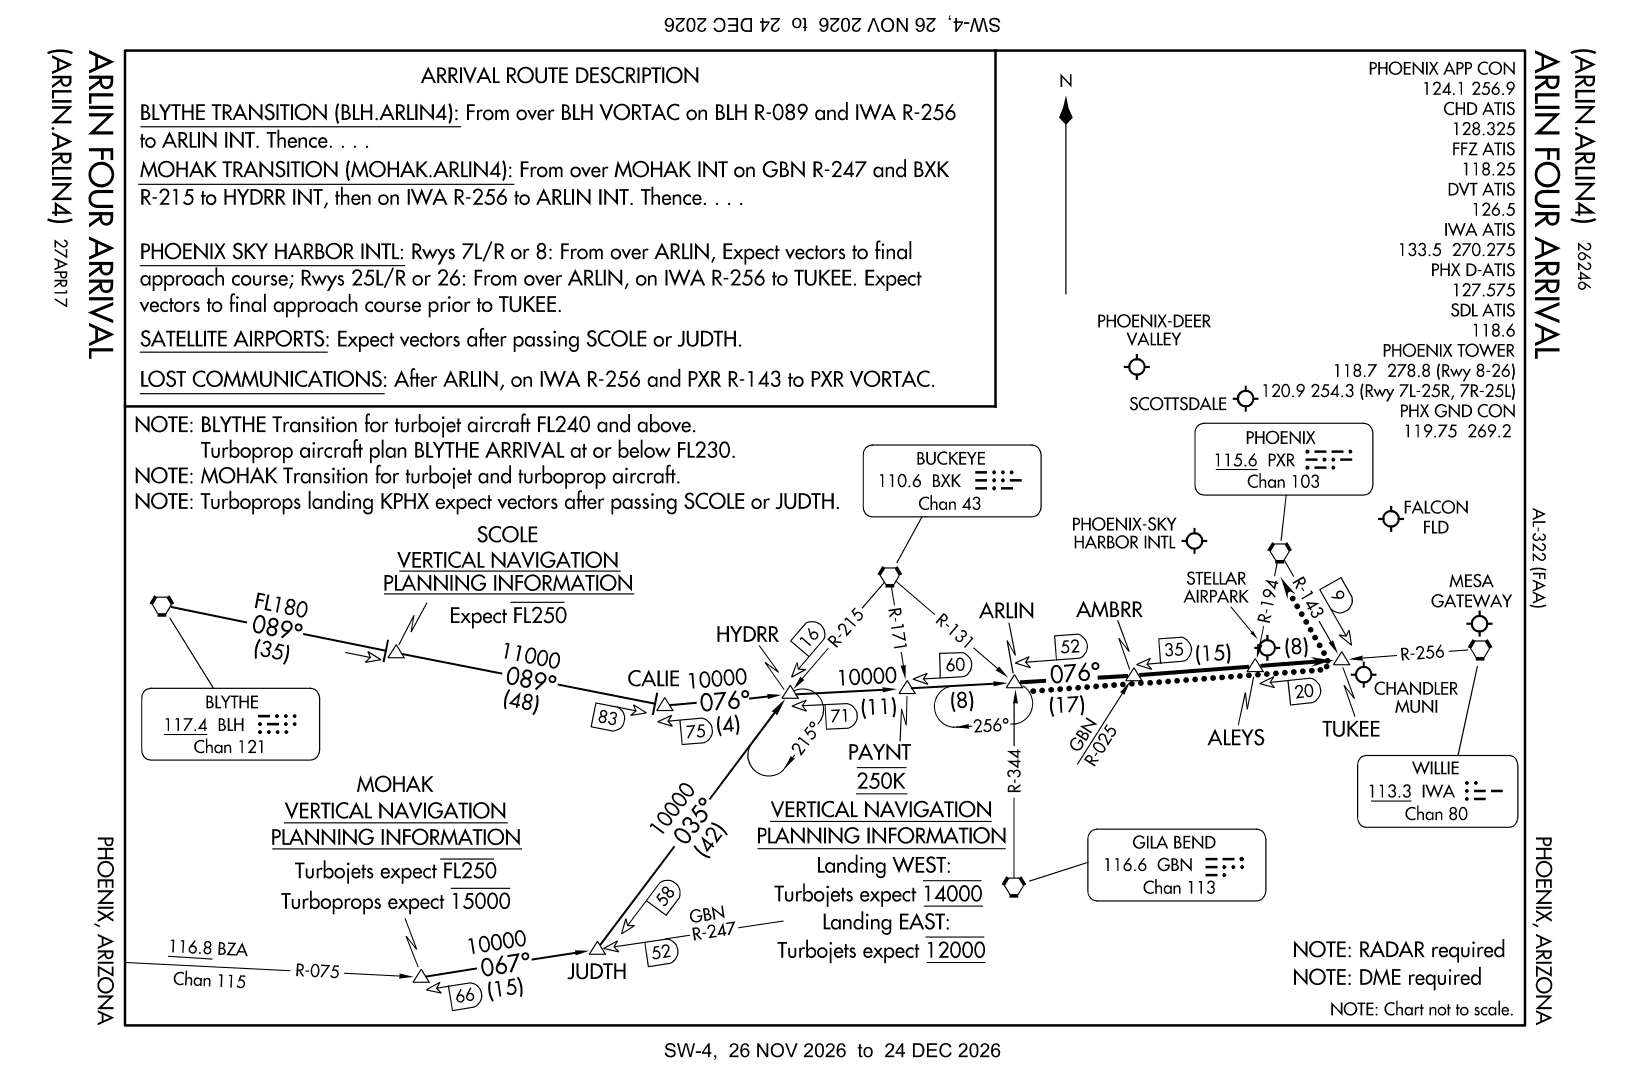 SW-4, 26 NOV 2026 to 24 DEC 2026
(ARLIN.ARLIN4) 27APR17
ARLIN FOUR ARRIVAL
PHOENIX, ARIZONA
ARRIVAL ROUTE DESCRIPTION
BLYTHE TRANSITION (BLH.ARLIN4): From over BLH VORTAC on BLH R-089 and IWA R-256
to ARLIN INT. Thence. . . .
MOHAK TRANSITION (MOHAK.ARLIN4): From over MOHAK INT on GBN R-247 and BXK
R-215 to HYDRR INT, then on IWA R-256 to ARLIN INT. Thence. . . .
PHOENIX SKY HARBOR INTL: Rwys 7L/R or 8: From over ARLIN, Expect vectors to final
approach course; Rwys 25L/R or 26: From over ARLIN, on IWA R-256 to TUKEE. Expect
vectors to final approach course prior to TUKEE.
SATELLITE AIRPORTS: Expect vectors after passing SCOLE or JUDTH.
LOST COMMUNICATIONS: After ARLIN, on IWA R-256 and PXR R-143 to PXR VORTAC.
NOTE: BLYTHE Transition for turbojet aircraft FL240 and above.
Turboprop aircraft plan BLYTHE ARRIVAL at or below FL230.
NOTE: MOHAK Transition for turbojet and turboprop aircraft.
NOTE: Turboprops landing KPHX expect vectors after passing SCOLE or JUDTH.
PHOENIX APP CON
124.1 256.9
CHD ATIS
128.325
FFZ ATIS
118.25
DVT ATIS
126.5
IWA ATIS
133.5 270.275
PHX D-ATIS
127.575
SDL ATIS
118.6
PHOENIX TOWER
118.7 278.8 (Rwy 8-26)
120.9 254.3 (Rwy 7L-25R, 7R-25L)
PHX GND CON
119.75 269.2
N
PHOENIX-DEER
VALLEY
SCOTTSDALE
PHOENIX
115.6 PXR
Chan 103
BUCKEYE
110.6 BXK
Chan 43
PHOENIX-SKY
HARBOR INTL
FALCON
FLD
STELLAR
AIRPARK
MESA
GATEWAY
CHANDLER
MUNI
SCOLE
VERTICAL NAVIGATION
PLANNING INFORMATION
Expect FL250
FL180
089°
(35)
BLYTHE
117.4 BLH
Chan 121
11000
089°
(48)
83
CALIE
10000
076°
(4)
75
HYDRR
16
R-215
R-171
R-131
10000
(11)
71
215°
PAYNT
250K
VERTICAL NAVIGATION
PLANNING INFORMATION
Landing WEST:
Turbojets expect 14000
Landing EAST:
Turbojets expect 12000
60
(8)
256°
ARLIN
52
076°
(17)
R-344
AMBRR
35
(15)
GBN
R-025
R-194
R-143
9
(8)
20
ALEYS
TUKEE
R-256
WILLIE
113.3 IWA
Chan 80
GILA BEND
116.6 GBN
Chan 113
MOHAK
VERTICAL NAVIGATION
PLANNING INFORMATION
Turbojets expect FL250
Turboprops expect 15000
116.8 BZA
Chan 115
R-075
10000
067°
(15)
66
JUDTH
10000
035°
(42)
58
GBN
R-247
52
NOTE: RADAR required
NOTE: DME required
NOTE: Chart not to scale.
(ARLIN.ARLIN4) 26246
ARLIN FOUR ARRIVAL
AL-322 (FAA)
PHOENIX, ARIZONA
SW-4, 26 NOV 2026 to 24 DEC 2026